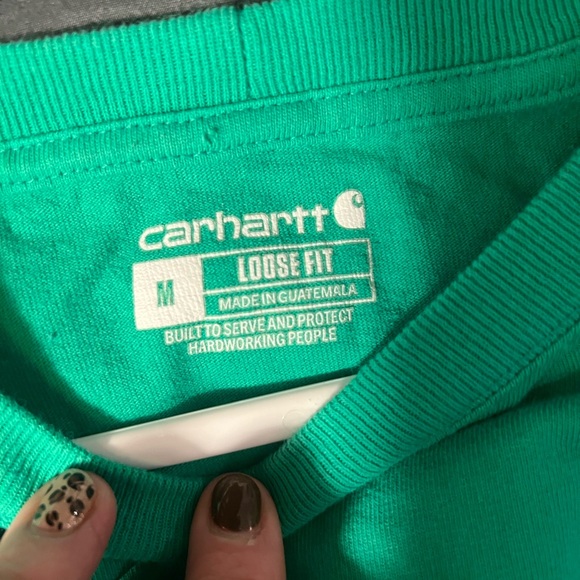 carhartt
M
LOOSE FIT
MADE IN GUATEMALA
BUILT TO SERVE AND PROTECT
HARDWORKING PEOPLE